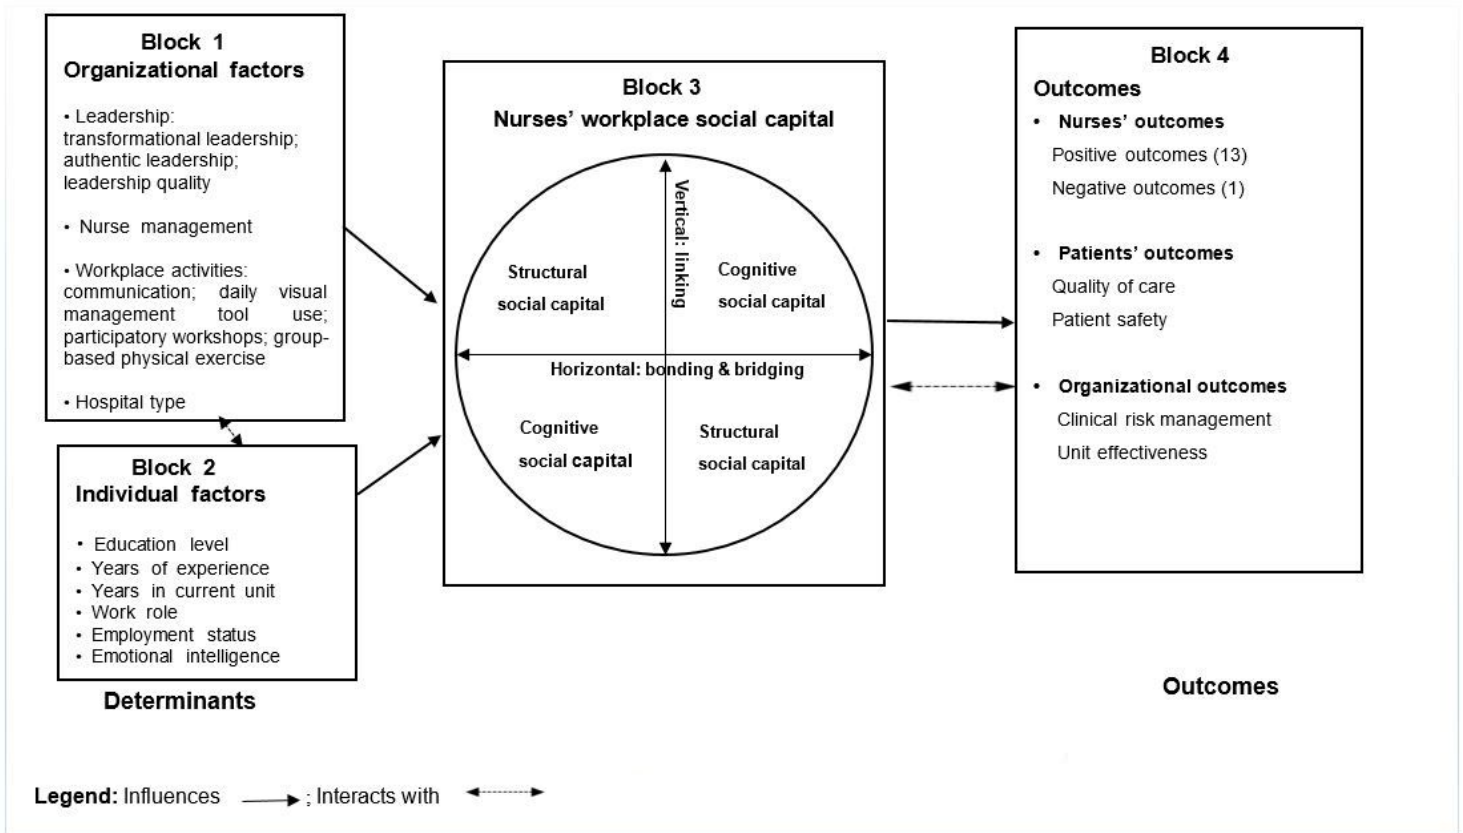 Block 1
Organizational factors
• Leadership:
transformational leadership;
authentic leadership;
leadership quality
• Nurse management
• Workplace activities:
communication; daily visual
management tool use;
participatory workshops; group-
based physical exercise
• Hospital type
Block 2
Individual factors
• Education level
• Years of experience
• Years in current unit
• Work role
• Employment status
• Emotional intelligence
Determinants
Block 3
Nurses’ workplace social capital
Vertical: linking
Structural
social capital
Cognitive
social capital
Horizontal: bonding & bridging
Cognitive
social capital
Structural
social capital
Block 4
Outcomes
• Nurses’ outcomes
Positive outcomes (13)
Negative outcomes (1)
• Patients’ outcomes
Quality of care
Patient safety
• Organizational outcomes
Clinical risk management
Unit effectiveness
Outcomes
Legend: Influences ; Interacts with